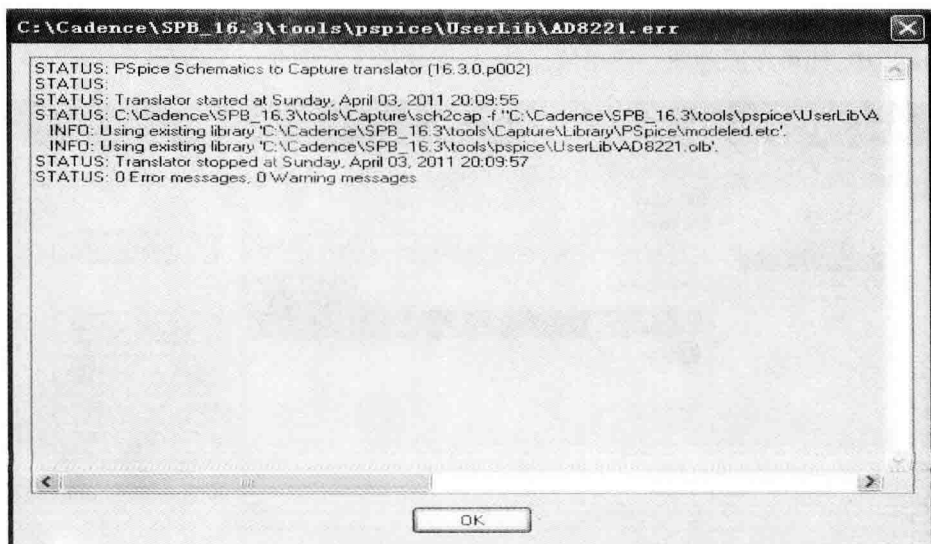 C:\Cadence\SPB_16.3\tools\pspice\UserLib\AD8221.err
STATUS: PSpice Schematics to Capture translator (16.3.0.p002)
STATUS:
STATUS: Translator started at Sunday, April 03, 2011 20:09:55
STATUS: C:\Cadence\SPB_16.3\tools\Capture\sch2cap -f "C:\Cadence\SPB_16.3\tools\pspice\UserLib\A
INFO: Using existing library 'C:\Cadence\SPB_16.3\tools\Capture\Library\PSpice\modeled.etc'.
INFO: Using existing library 'C:\Cadence\SPB_16.3\tools\pspice\UserLib\AD8221.olb'.
STATUS: Translator stopped at Sunday, April 03, 2011 20:09:57
STATUS: 0 Error messages, 0 Warning messages
OK